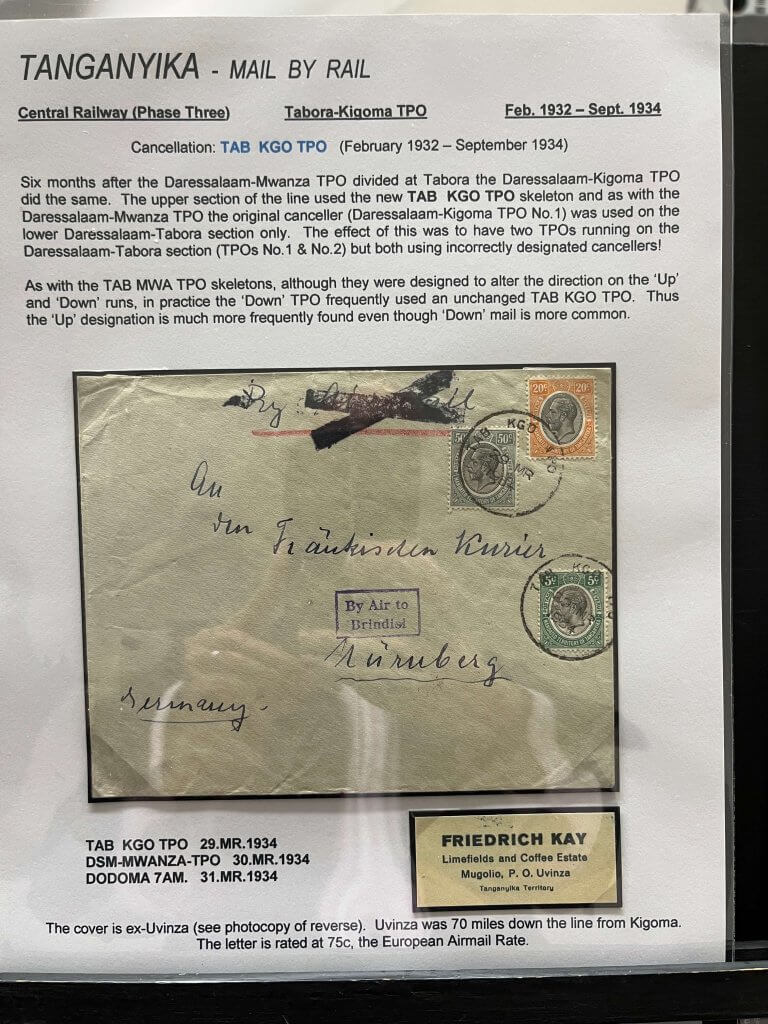 TANGANYIKA - MAIL BY RAIL
Central Railway (Phase Three) Tabora-Kigoma TPO Feb. 1932 – Sept. 1934
Cancellation: TAB KGO TPO (February 1932 – September 1934)
Six months after the Daressalaam-Mwanza TPO divided at Tabora the Daressalaam-Kigoma TPO
did the same. The upper section of the line used the new TAB KGO TPO skeleton and as with the
Daressalaam-Mwanza TPO the original canceller (Daressalaam-Kigoma TPO No.1) was used on the
lower Daressalaam-Tabora section only. The effect of this was to have two TPOs running on the
Daressalaam-Tabora section (TPOs No.1 & No.2) but both using incorrectly designated cancellers!
As with the TAB MWA TPO skeletons, although they were designed to alter the direction on the ‘Up’
and ‘Down’ runs, in practice the ‘Down’ TPO frequently used an unchanged TAB KGO TPO. Thus
the ‘Up’ designation is much more frequently found even though ‘Down’ mail is more common.
By
20c 20c
50c
TAB KGO
MR
An
den Fränkischen Kurier
5c 5c
TAB KGO
By Air to
Brindisi
Nürnberg
Germany.
TAB KGO TPO 29.MR.1934
DSM-MWANZA-TPO 30.MR.1934
DODOMA 7AM. 31.MR.1934
FRIEDRICH KAY
Limefields and Coffee Estate
Mugolio, P. O. Uvinza
Tanganyika Territory
The cover is ex-Uvinza (see photocopy of reverse). Uvinza was 70 miles down the line from Kigoma.
The letter is rated at 75c, the European Airmail Rate.